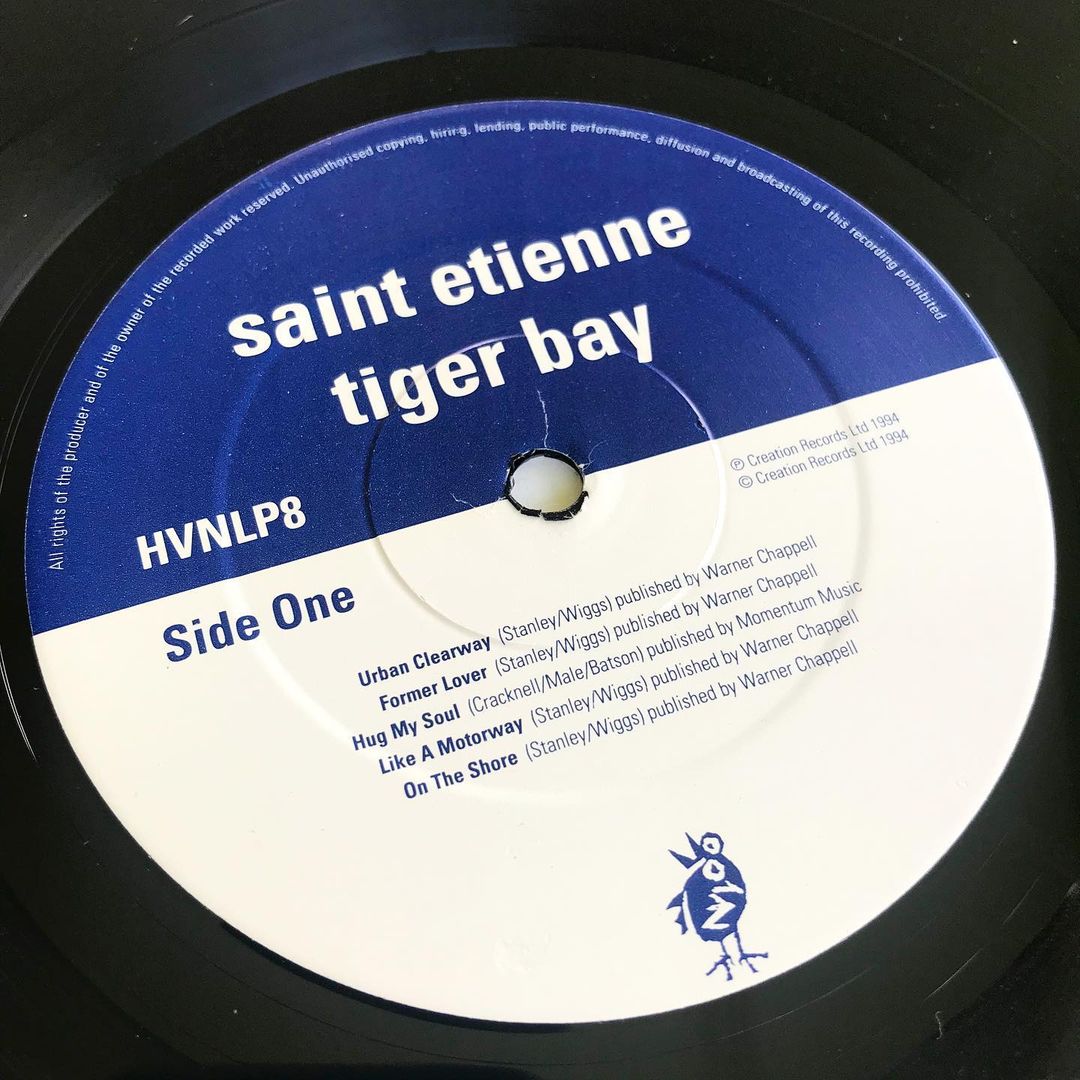 All rights of the producer and of the owner of the recorded work reserved. Unauthorised copying, hiring, lending, public performance, diffusion and broadcasting of this recording prohibited.
saint etienne
tiger bay
℗ Creation Records Ltd 1994
© Creation Records Ltd 1994
HVNLP8
Side One
Urban Clearway (Stanley/Wiggs) published by Warner Chappell
Former Lover (Stanley/Wiggs) published by Warner Chappell
Hug My Soul (Cracknell/Male/Batson) published by Momentum Music
Like A Motorway (Stanley/Wiggs) published by Warner Chappell
On The Shore (Stanley/Wiggs) published by Warner Chappell